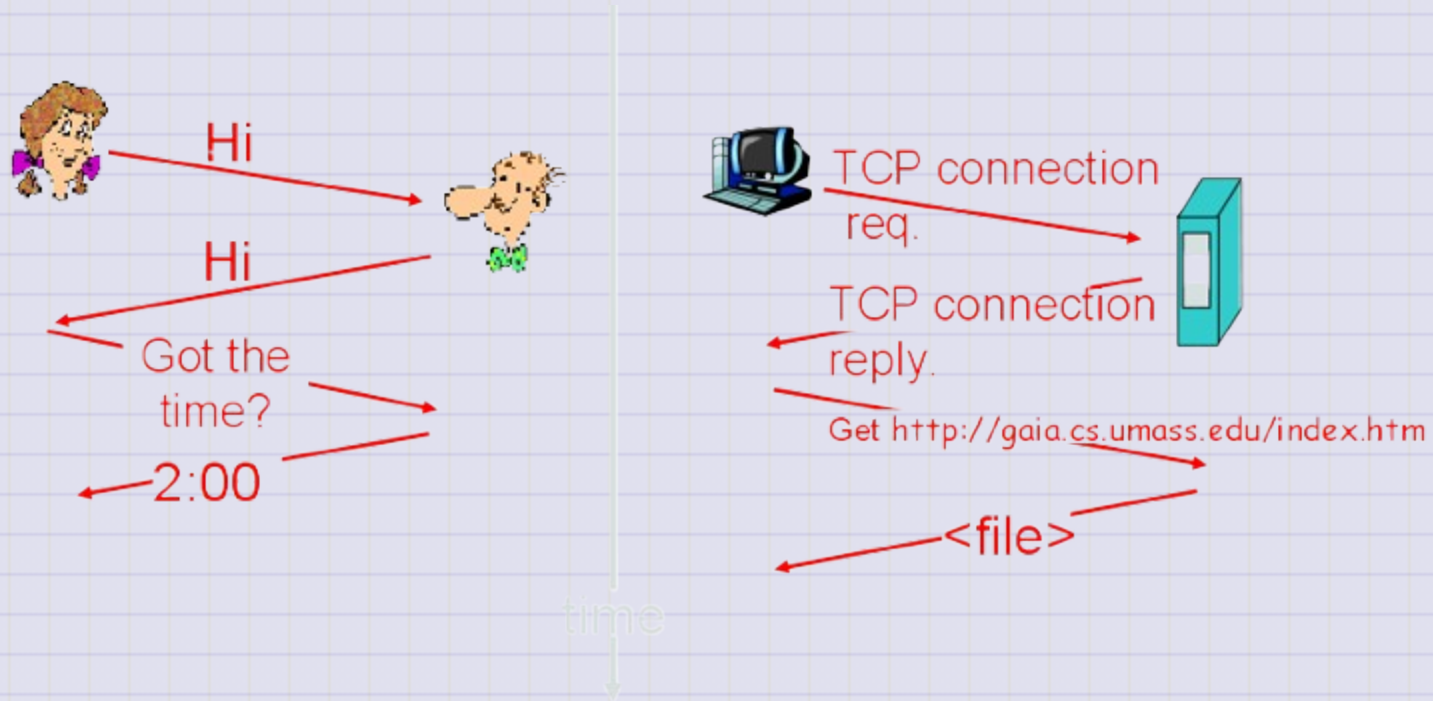 Hi
Hi
Got the
time?
2:00
TCP connection
req.
TCP connection
reply.
Get http://gaia.cs.umass.edu/index.htm
<file>
time